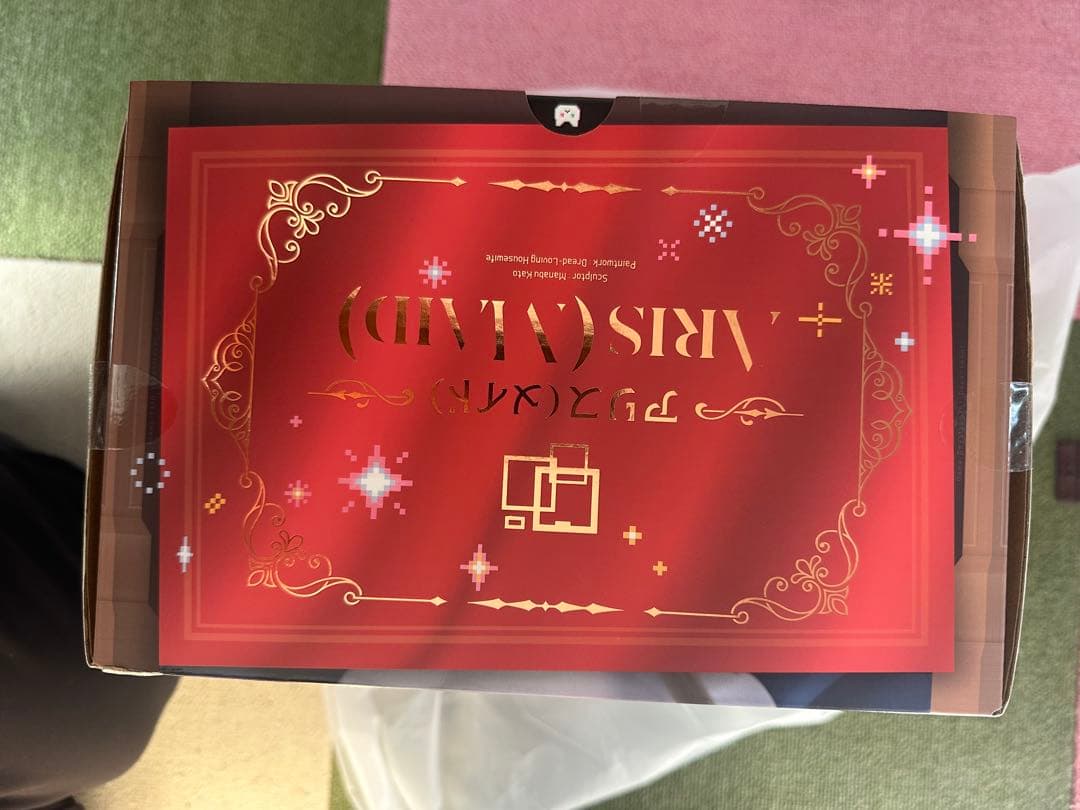 アリス(メイド)
ARIS(MAID)
Sculptor : Manabu Kato
Paintwork : Dread-Loving Housewife